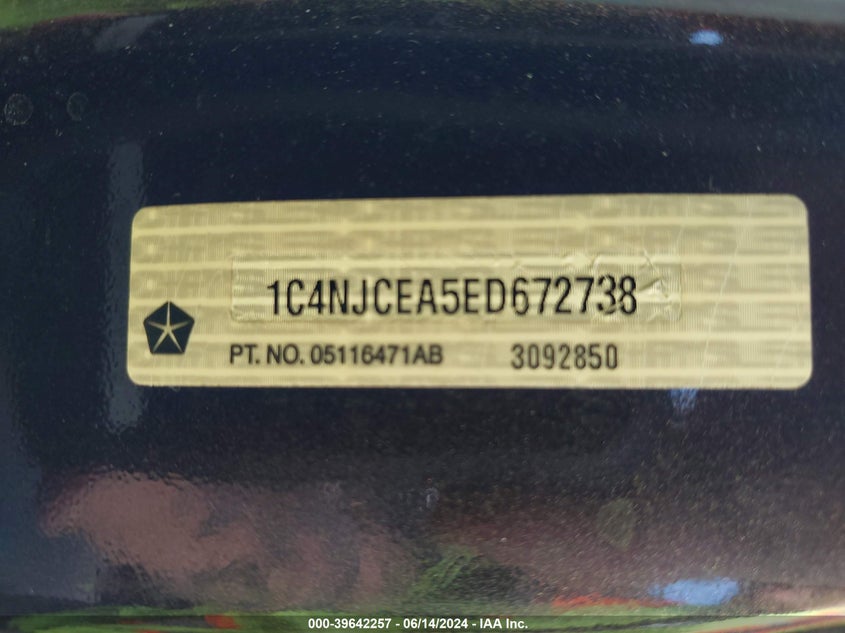 1C4NJCEA5ED672738
PT. NO. 05116471AB 3092850
000-39642257 - 06/14/2024 - IAA Inc.